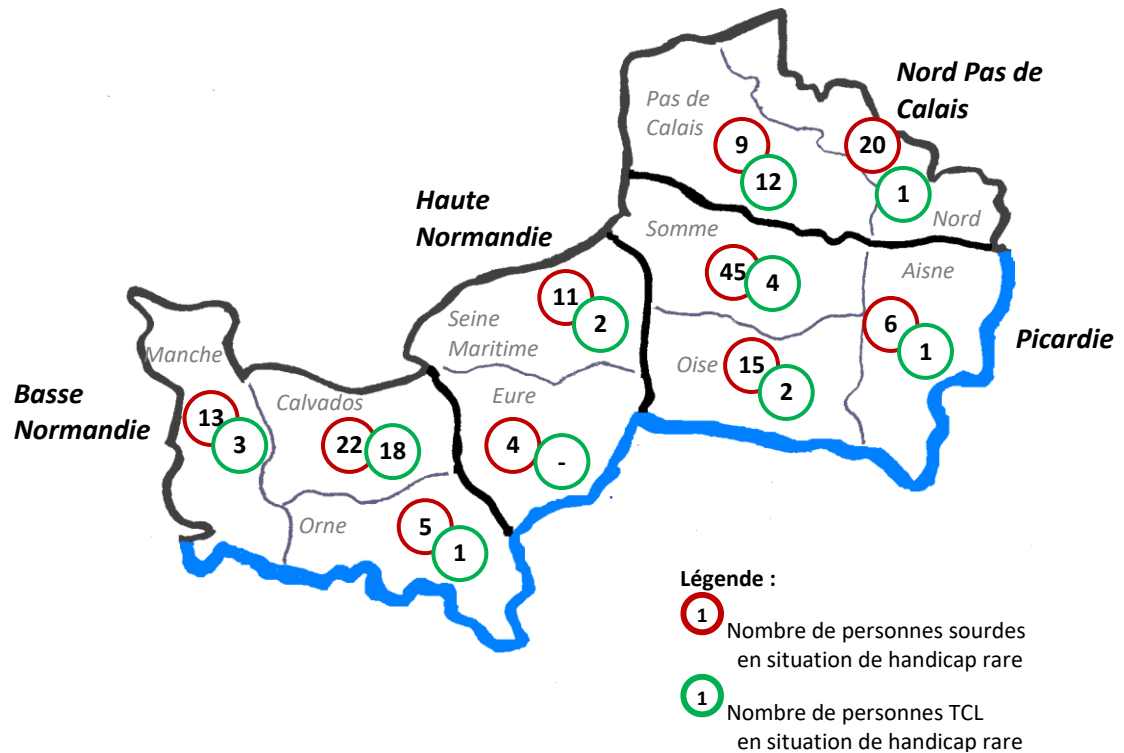 Nord Pas de
Calais
Pas de
Calais
9
12
20
1
Nord
Haute
Normandie
Somme
45
4
Aisne
6
1
Picardie
Seine
Maritime
11
2
Oise
15
2
Manche
13
3
Basse
Normandie
Calvados
22
18
Eure
4
-
Orne
5
1
Légende :
1
Nombre de personnes sourdes
en situation de handicap rare
1
Nombre de personnes TCL
en situation de handicap rare